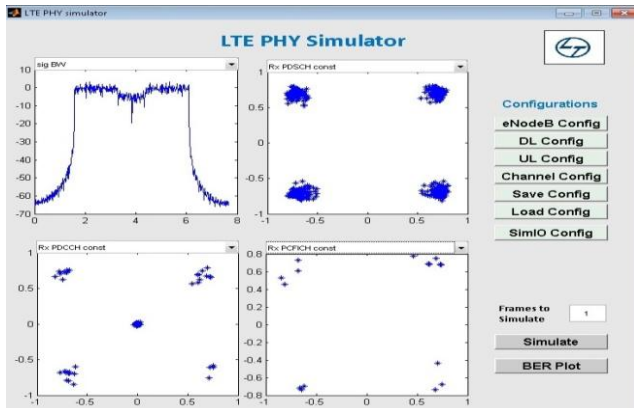 LTE PHY simulator
LTE PHY Simulator
sig BW
10
0
-10
-20
-30
-40
-50
-60
-70
0 2 4 6 8
Rx PDSCH const
1
0.5
0
-0.5
-1
-1 -0.5 0 0.5 1
Rx PDCCH const
1
0.5
0
-0.5
-1
-1 -0.5 0 0.5 1
Rx PCFICH const
0.8
0.6
0.4
0.2
0
-0.2
-0.4
-0.6
-0.8
-1 -0.5 0 0.5 1
Configurations
eNodeB Config
DL Config
UL Config
Channel Config
Save Config
Load Config
SimIO Config
Frames to
Simulate
1
Simulate
BER Plot